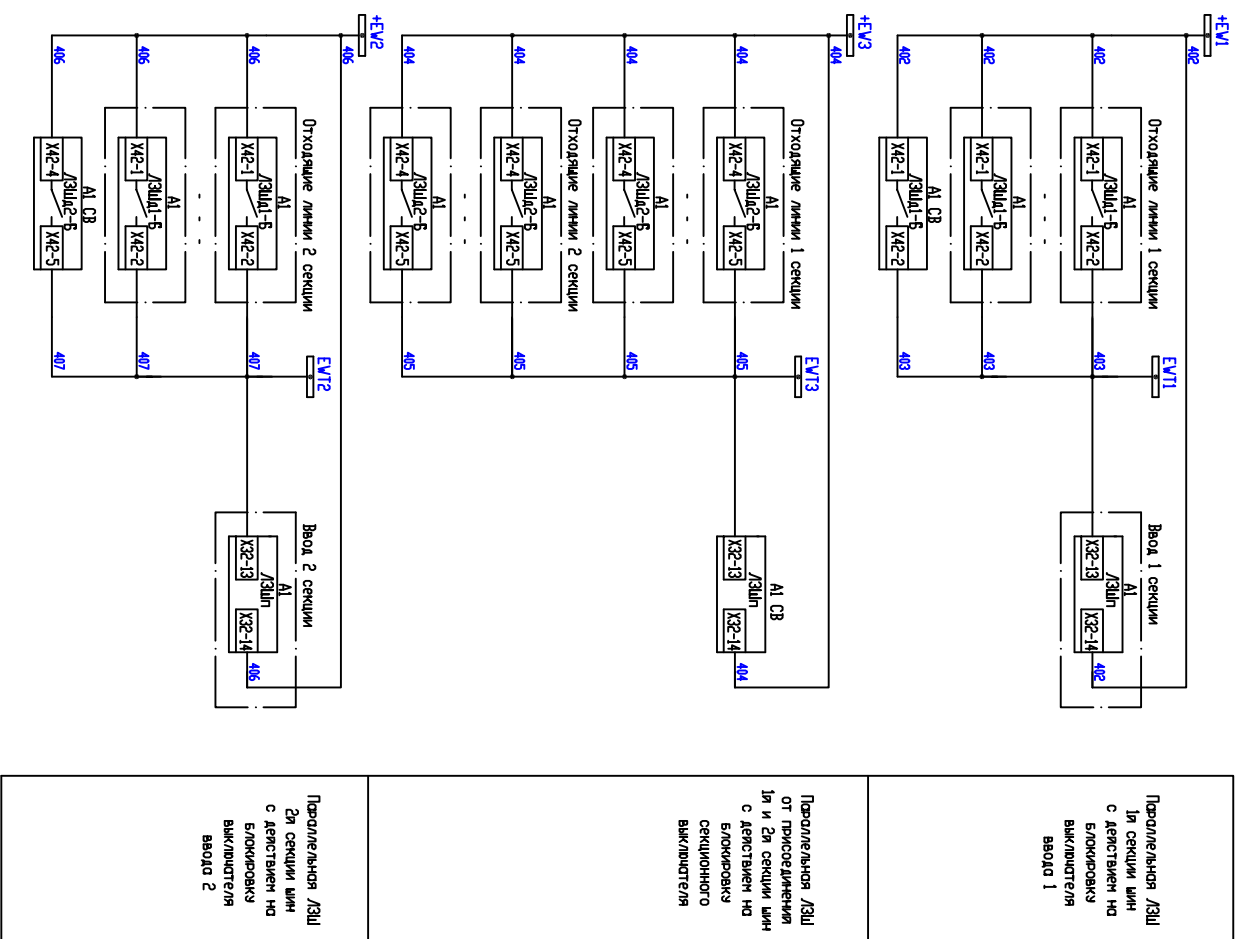 +EW1
402
402
402
402
EWT1
Отходящие линии 1 секции
A1
ЛЗШд1-Б
X42-1
X42-2
403
A1
ЛЗШд1-Б
X42-1
X42-2
403
A1 СВ
ЛЗШд1-Б
X42-1
X42-2
403
Ввод 1 секции
A1
ЛЗШп
X32-13
X32-14
402
Параллельная ЛЗШ
1й секции шин
с действием на
блокировку
выключателя
ввода 1
+EW3
404
404
404
404
404
EWT3
Отходящие линии 1 секции
A1
ЛЗШд2-Б
X42-4
X42-5
405
A1
ЛЗШд2-Б
X42-4
X42-5
405
Отходящие линии 2 секции
A1
ЛЗШд2-Б
X42-4
X42-5
405
A1
ЛЗШд2-Б
X42-4
X42-5
405
A1 СВ
ЛЗШп
X32-13
X32-14
404
Параллельная ЛЗШ
от присоединений
1й и 2й секции шин
с действием на
блокировку
секционного
выключателя
+EW2
406
406
406
406
EWT2
Отходящие линии 2 секции
A1
ЛЗШд1-Б
X42-1
X42-2
407
A1
ЛЗШд1-Б
X42-1
X42-2
407
A1 СВ
ЛЗШд2-Б
X42-4
X42-5
407
Ввод 2 секции
A1
ЛЗШп
X32-13
X32-14
406
Параллельная ЛЗШ
2й секции шин
с действием на
блокировку
выключателя
ввода 2